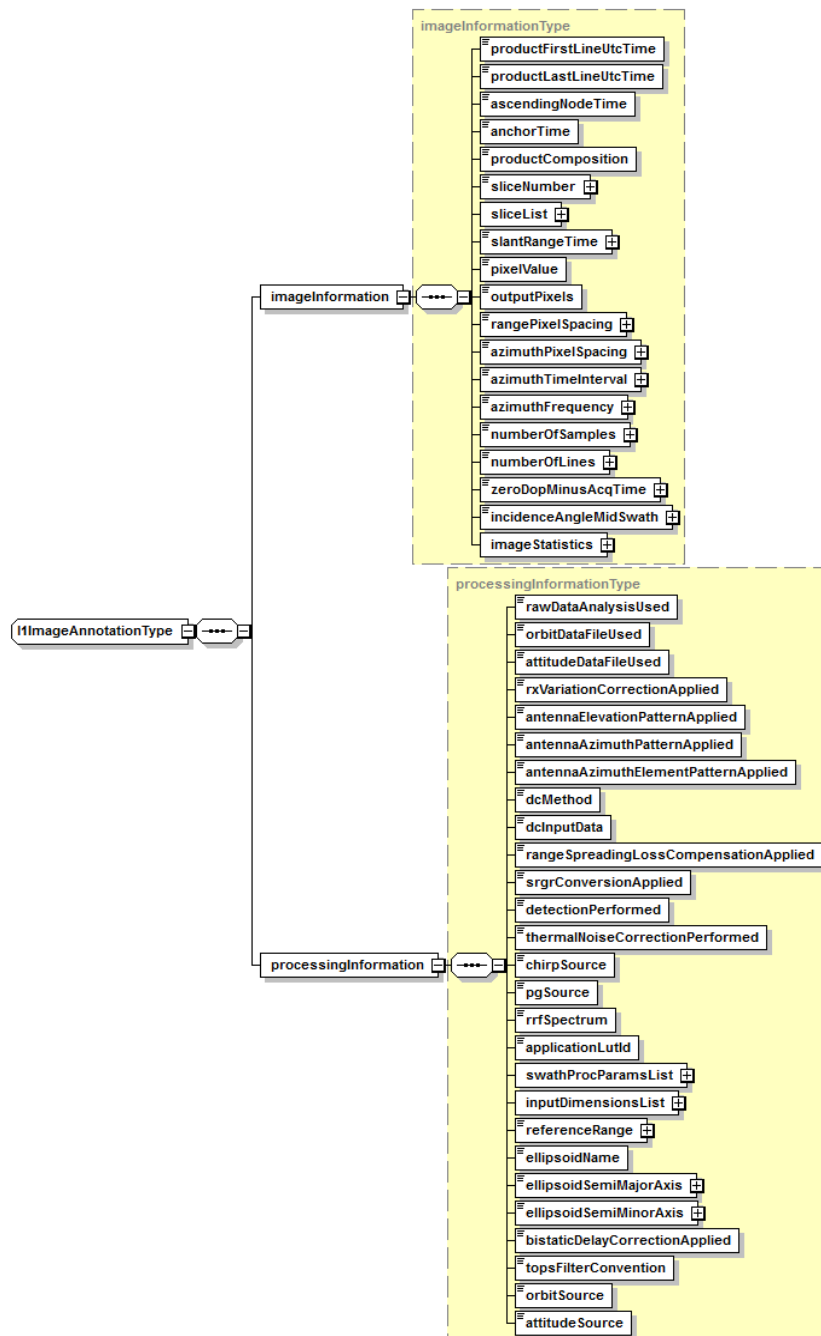 imageInformationType
productFirstLineUtcTime
productLastLineUtcTime
ascendingNodeTime
anchorTime
productComposition
sliceNumber
sliceList
slantRangeTime
pixelValue
imageInformation
outputPixels
rangePixelSpacing
azimuthPixelSpacing
azimuthTimeInterval
azimuthFrequency
numberOfSamples
numberOfLines
zeroDopMinusAcqTime
incidenceAngleMidSwath
imageStatistics
processingInformationType
rawDataAnalysisUsed
l1ImageAnnotationType
orbitDataFileUsed
attitudeDataFileUsed
rxVariationCorrectionApplied
antennaElevationPatternApplied
antennaAzimuthPatternApplied
antennaAzimuthElementPatternApplied
dcMethod
dcInputData
rangeSpreadingLossCompensationApplied
srgrConversionApplied
detectionPerformed
thermalNoiseCorrectionPerformed
processingInformation
chirpSource
pgSource
rrfSpectrum
applicationLutId
swathProcParamsList
inputDimensionsList
referenceRange
ellipsoidName
ellipsoidSemiMajorAxis
ellipsoidSemiMinorAxis
bistaticDelayCorrectionApplied
topsFilterConvention
orbitSource
attitudeSource